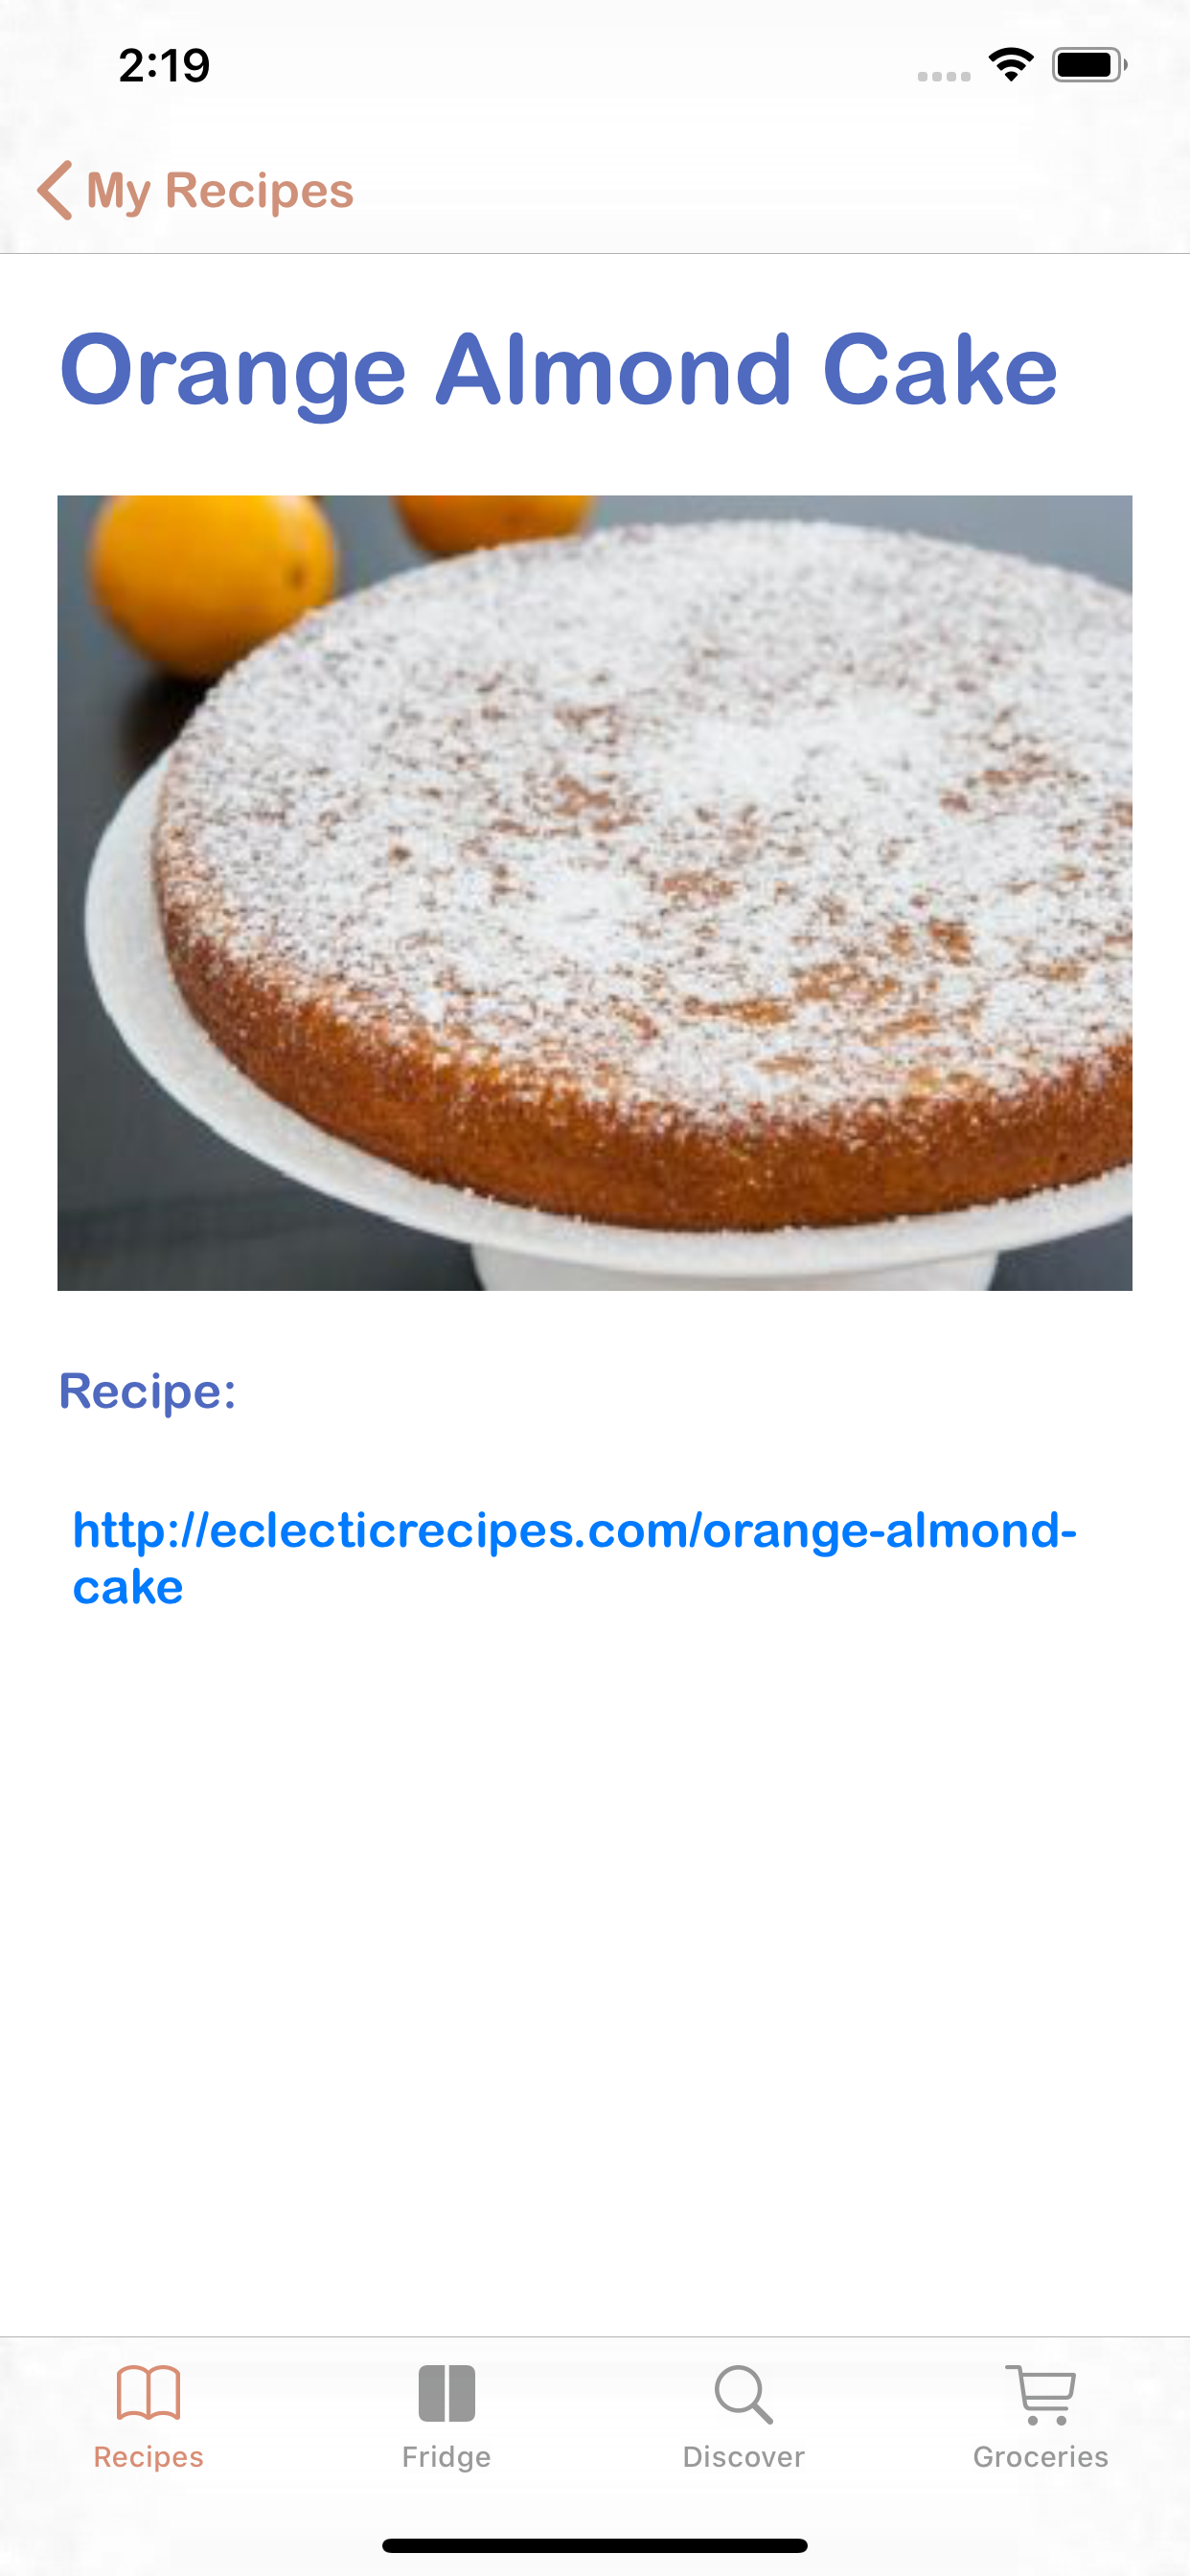 2:19
My Recipes
Orange Almond Cake
Recipe:
http://eclecticrecipes.com/orange-almond-
cake
Recipes
Fridge
Discover
Groceries